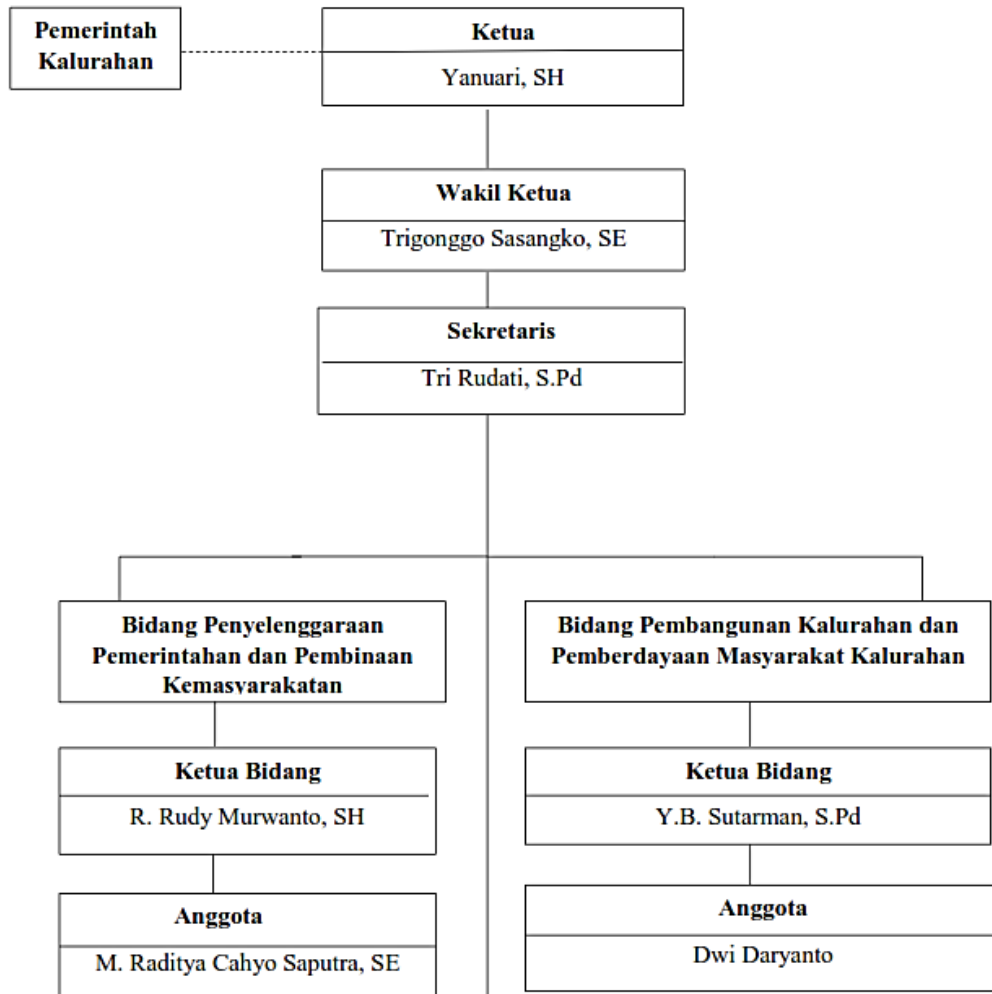 Pemerintah
Kalurahan
Ketua
Yanuari, SH
Wakil Ketua
Trigonggo Sasangko, SE
Sekretaris
Tri Rudati, S.Pd
Bidang Penyelenggaraan
Pemerintahan dan Pembinaan
Kemasyarakatan
Ketua Bidang
R. Rudy Murwanto, SH
Anggota
M. Raditya Cahyo Saputra, SE
Bidang Pembangunan Kalurahan dan
Pemberdayaan Masyarakat Kalurahan
Ketua Bidang
Y.B. Sutarman, S.Pd
Anggota
Dwi Daryanto